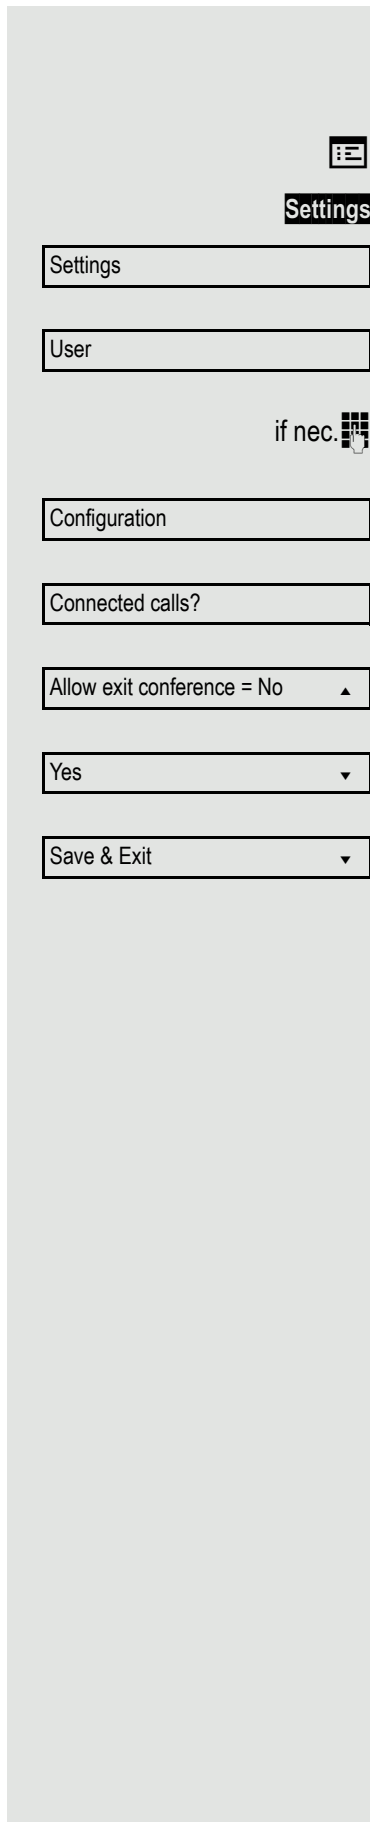 Settings
Settings
User
if nec.
Configuration
Connected calls?
Allow exit conference = No
Yes
Save & Exit